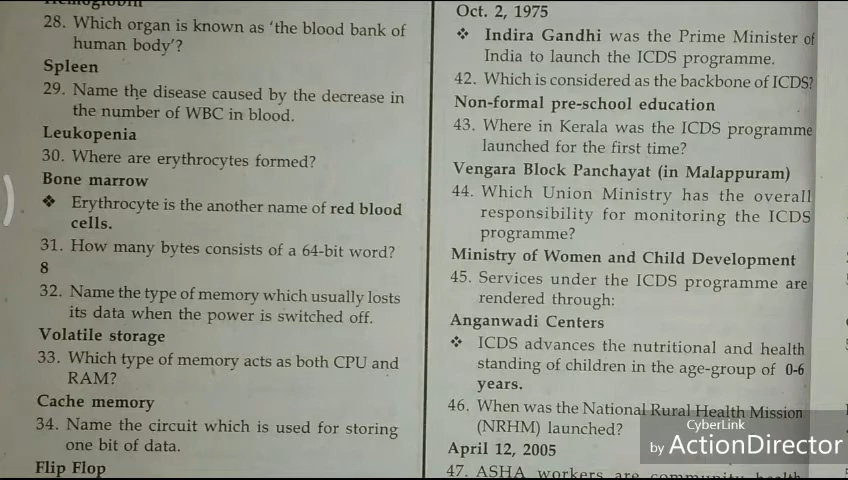 Hemoglobin
28. Which organ is known as 'the blood bank of
human body'?
Spleen
29. Name the disease caused by the decrease in
the number of WBC in blood.
Leukopenia
30. Where are erythrocytes formed?
Bone marrow
❖ Erythrocyte is the another name of red blood
cells.
31. How many bytes consists of a 64-bit word?
8
32. Name the type of memory which usually losts
its data when the power is switched off.
Volatile storage
33. Which type of memory acts as both CPU and
RAM?
Cache memory
34. Name the circuit which is used for storing
one bit of data.
Flip Flop
Oct. 2, 1975
❖ Indira Gandhi was the Prime Minister of
India to launch the ICDS programme.
42. Which is considered as the backbone of ICDS?
Non-formal pre-school education
43. Where in Kerala was the ICDS programme
launched for the first time?
Vengara Block Panchayat (in Malappuram)
44. Which Union Ministry has the overall
responsibility for monitoring the ICDS
programme?
Ministry of Women and Child Development
45. Services under the ICDS programme are
rendered through:
Anganwadi Centers
❖ ICDS advances the nutritional and health
standing of children in the age-group of 0-6
years.
46. When was the National Rural Health Mission
(NRHM) launched?
April 12, 2005
47. ASHA workers are community health
CyberLink
by ActionDirector